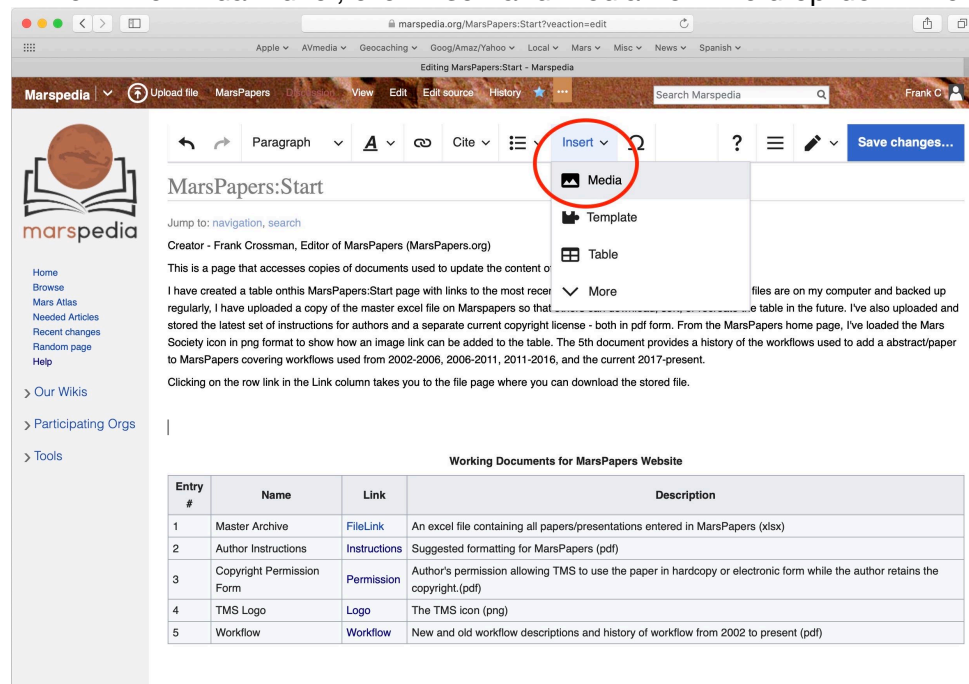 marspedia.org/MarsPapers:Start?veaction=edit
Apple AVmedia Geocaching Goog/Amaz/Yahoo Local Mars Misc News Spanish
Editing MarsPapers:Start - Marspedia
Marspedia Upload file MarsPapers Discussion View Edit Edit source History Search Marspedia Frank C
Paragraph A Cite Insert Ω ? Save changes...
Media
Template
Table
More
marspedia
Home
Browse
Mars Atlas
Needed Articles
Recent changes
Random page
Help
Our Wikis
Participating Orgs
Tools
MarsPapers:Start
Jump to: navigation, search
Creator - Frank Crossman, Editor of MarsPapers (MarsPapers.org)
This is a page that accesses copies of documents used to update the content
I have created a table onthis MarsPapers:Start page with links to the most files are on my computer and backed up
regularly, I have uploaded a copy of the master excel file on Marspapers so that the table in the future. I've also uploaded and
stored the latest set of instructions for authors and a separate current copyright license - both in pdf form. From the MarsPapers home page, I've loaded the Mars
Society icon in png format to show how an image link can be added to the table. The 5th document provides a history of the workflows used to add a abstract/paper
to MarsPapers covering workflows used from 2002-2006, 2006-2011, 2011-2016, and the current 2017-present.
Clicking on the row link in the Link column takes you to the file page where you can download the stored file.
Working Documents for MarsPapers Website
Entry # Name Link Description
1 Master Archive FileLink An excel file containing all papers/presentations entered in MarsPapers (xlsx)
2 Author Instructions Instructions Suggested formatting for MarsPapers (pdf)
3 Copyright Permission Form Permission Author's permission allowing TMS to use the paper in hardcopy or electronic form while the author retains the copyright.(pdf)
4 TMS Logo Logo The TMS icon (png)
5 Workflow Workflow New and old workflow descriptions and history of workflow from 2002 to present (pdf)